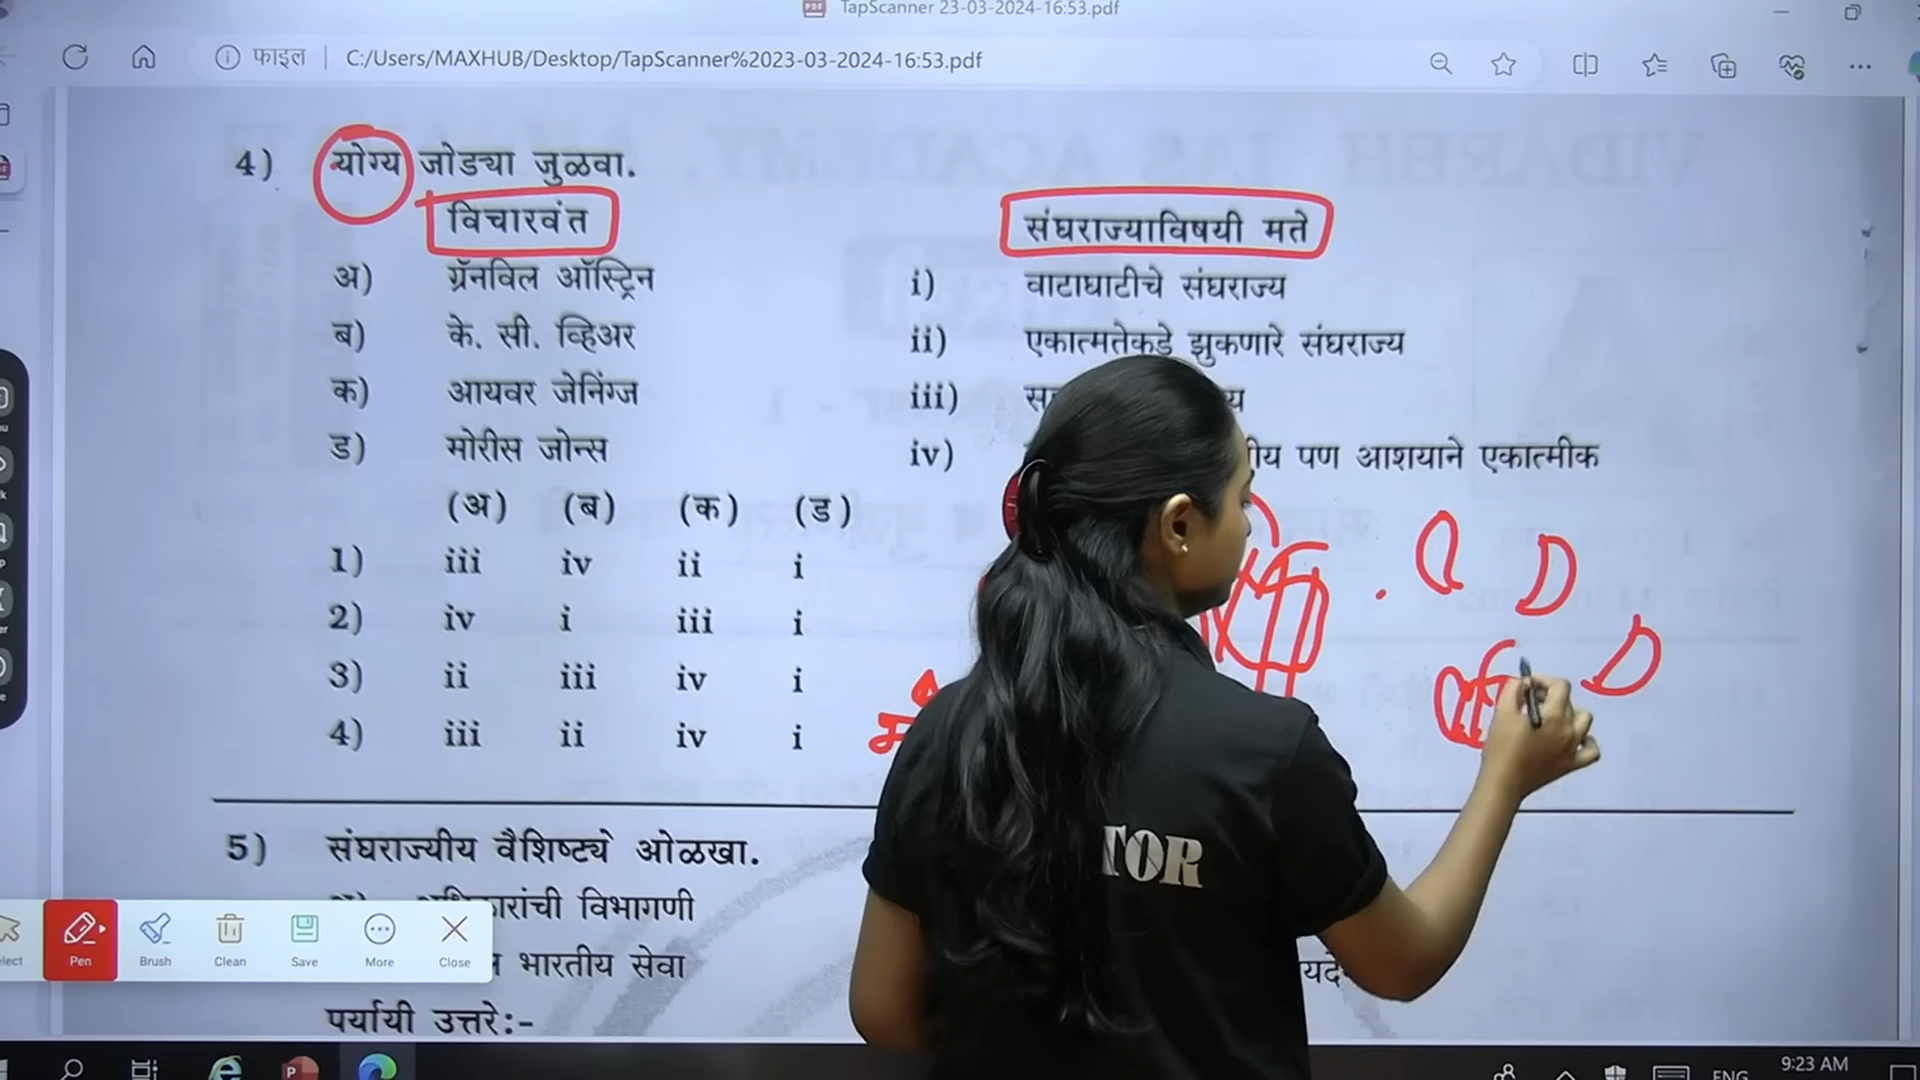 TapScanner 23-03-2024-16:53.pdf
फाइल C:/Users/MAXHUB/Desktop/TapScanner%2023-03-2024-16:53.pdf
4) योग्य जोड्या जुळवा.
विचारवंत संघराज्याविषयी मते
अ) ग्रॅनविल ऑस्ट्रिन i) वाटाघाटीचे संघराज्य
ब) के. सी. व्हिअर ii) एकात्मतेकडे झुकणारे संघराज्य
क) आयवर जेनिंग्ज iii)
ड) मोरीस जोन्स iv) पण आशयाने एकात्मीक
(अ) (ब) (क) (ड)
1) iii iv ii i
2) iv i iii i
3) ii iii iv i
4) iii ii iv i
C D
D
5) संघराज्यीय वैशिष्ट्ये ओळखा.
विभागणी
भारतीय सेवा
पर्यायी उत्तरे:-
TOR
Pen Brush Clean Save More Close
ENG 9:23 AM